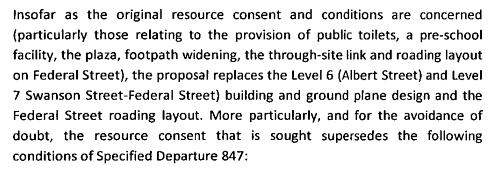 Insofar as the original resource consent and conditions are concerned
(particularly those relating to the provision of public toilets, a pre-school
facility, the plaza, footpath widening, the through-site link and roading layout
on Federal Street), the proposal replaces the Level 6 (Albert Street) and Level
7 Swanson Street-Federal Street) building and ground plane design and the
Federal Street roading layout. More particularly, and for the avoidance of
doubt, the resource consent that is sought supersedes the following
conditions of Specified Departure 847: